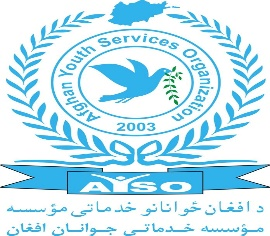 Afghan Youth Services Organization
2003
AYSO
د افغان ځوانانو خدماتي مؤسسه
مؤسسه خدماتی جوانان افغان